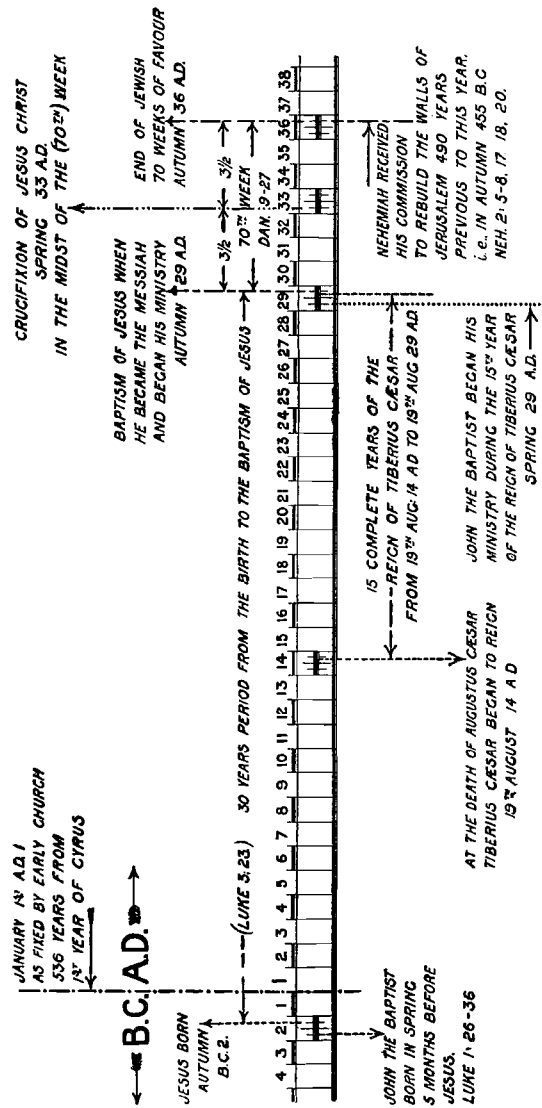 JANUARY 1ST A.D. 1
AS FIXED BY EARLY CHURCH
536 YEARS FROM
1ST YEAR OF CYRUS
B.C. A.D.
CRUCIFIXION OF JESUS CHRIST
SPRING 33 A.D.
IN THE MIDST OF THE (70TH) WEEK
BAPTISM OF JESUS WHEN
HE BECAME THE MESSIAH
AND BEGAN HIS MINISTRY
AUTUMN 29 A.D.
END OF JEWISH
70 WEEKS OF FAVOUR
AUTUMN 36 A.D.
JESUS BORN
AUTUMN
B.C. 2.
(LUKE 3:23) 30 YEARS PERIOD FROM THE BIRTH TO THE BAPTISM OF JESUS
3½ 3½
70TH WEEK
DAN. 9-27
4 3 2 1 1 2 3 4 5 6 7 8 9 10 11 12 13 14 15 16 17 18 19 20 21 22 23 24 25 26 27 28 29 30 31 32 33 34 35 36 37 38
JOHN THE BAPTIST
BORN IN SPRING
5 MONTHS BEFORE
JESUS.
LUKE 1: 26-36
AT THE DEATH OF AUGUSTUS CÆSAR
TIBERIUS CÆSAR BEGAN TO REIGN
19TH AUGUST 14 A D
15 COMPLETE YEARS OF THE
REIGN OF TIBERIUS CÆSAR
FROM 19TH AUG. 14 AD TO 19TH AUG 29 AD.
JOHN THE BAPTIST BEGAN HIS
MINISTRY DURING THE 15TH YEAR
OF THE REIGN OF TIBERIUS CÆSAR
SPRING 29 A.D.
NEHEMIAH RECEIVED
HIS COMMISSION
TO REBUILD THE WALLS OF
JERUSALEM 490 YEARS
PREVIOUS TO THIS YEAR,
i.e. IN AUTUMN 455 B.C
NEH. 2:5-8, 17, 18, 20.